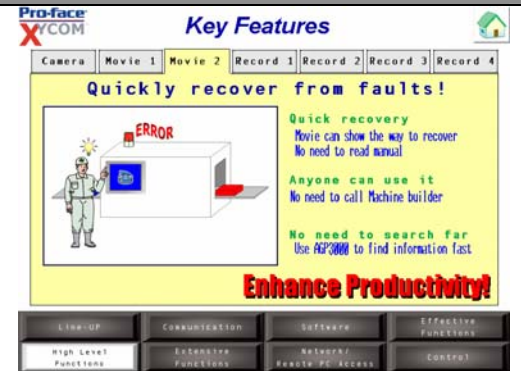 Pro-face
XYCOM
Key Features
Camera
Movie 1
Movie 2
Record 1
Record 2
Record 3
Record 4
Quickly recover from faults!
ERROR
Quick recovery
Movie can show the way to recover
No need to read manual
Anyone can use it
No need to call Machine builder
No need to search far
Use AGP3000 to find information fast
Enhance Productivity!
Line-UP
Communication
Software
Effective
Functions
High Level
Functions
Extensive
Functions
Network/
Remote PC Access
Control